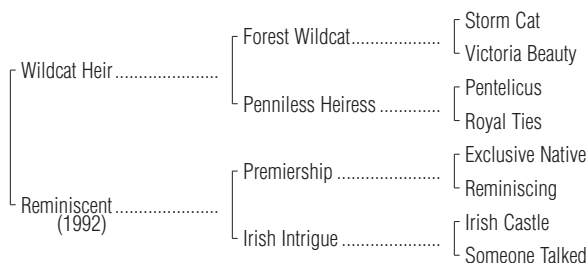 Storm Cat
Forest Wildcat....................
Victoria Beauty
Wildcat Heir.......................
Pentelicus
Penniless Heiress...............
Royal Ties
Exclusive Native
Premiership.......................
Reminiscing
Reminiscent.......................
(1992)
Irish Castle
Irish Intrigue......................
Someone Talked